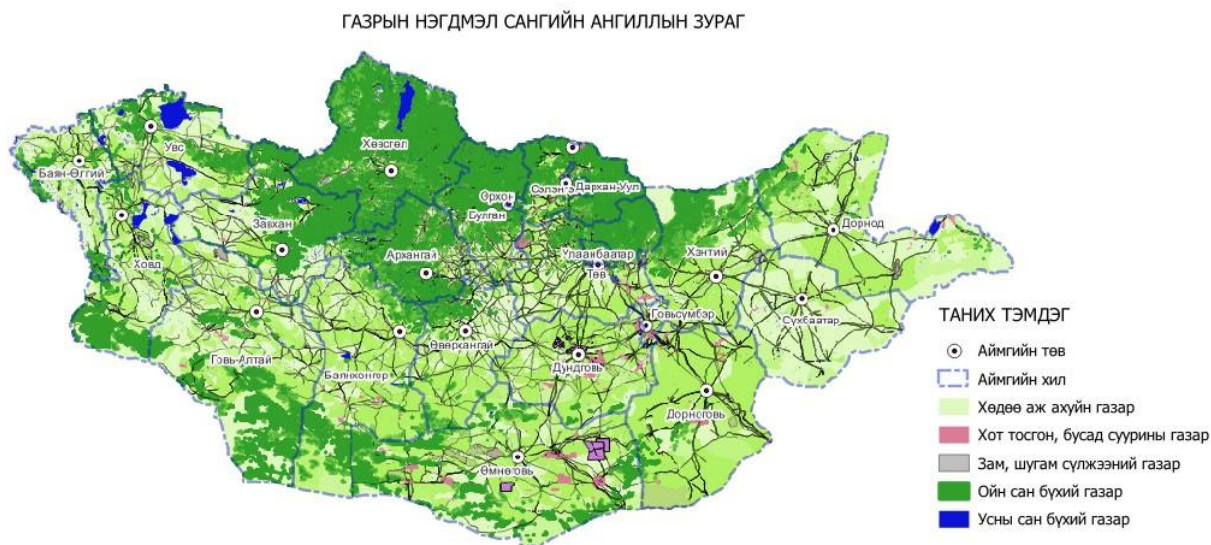 ГАЗРЫН НЭГДМЭЛ САНГИЙН АНГИЛЛЫН ЗУРАГ
Увс
Хөвсгөл
Баян-Өлгий
Дархан-Уул
Орхон
Булган
Завхан
Дорнод
Архангай
Улаанбаатар
Хэнтий
Төв
Ховд
Говьсүмбэр
Сүхбаатар
Өвөрхангай
Говь-Алтай
Дундговь
Баянхонгор
Дорноговь
Өмнөговь
ТАНИХ ТЭМДЭГ
Аймгийн төв
Аймгийн хил
Хөдөө аж ахуйн газар
Хот тосгон, бусад суурины газар
Зам, шугам сүлжээний газар
Ойн сан бүхий газар
Усны сан бүхий газар